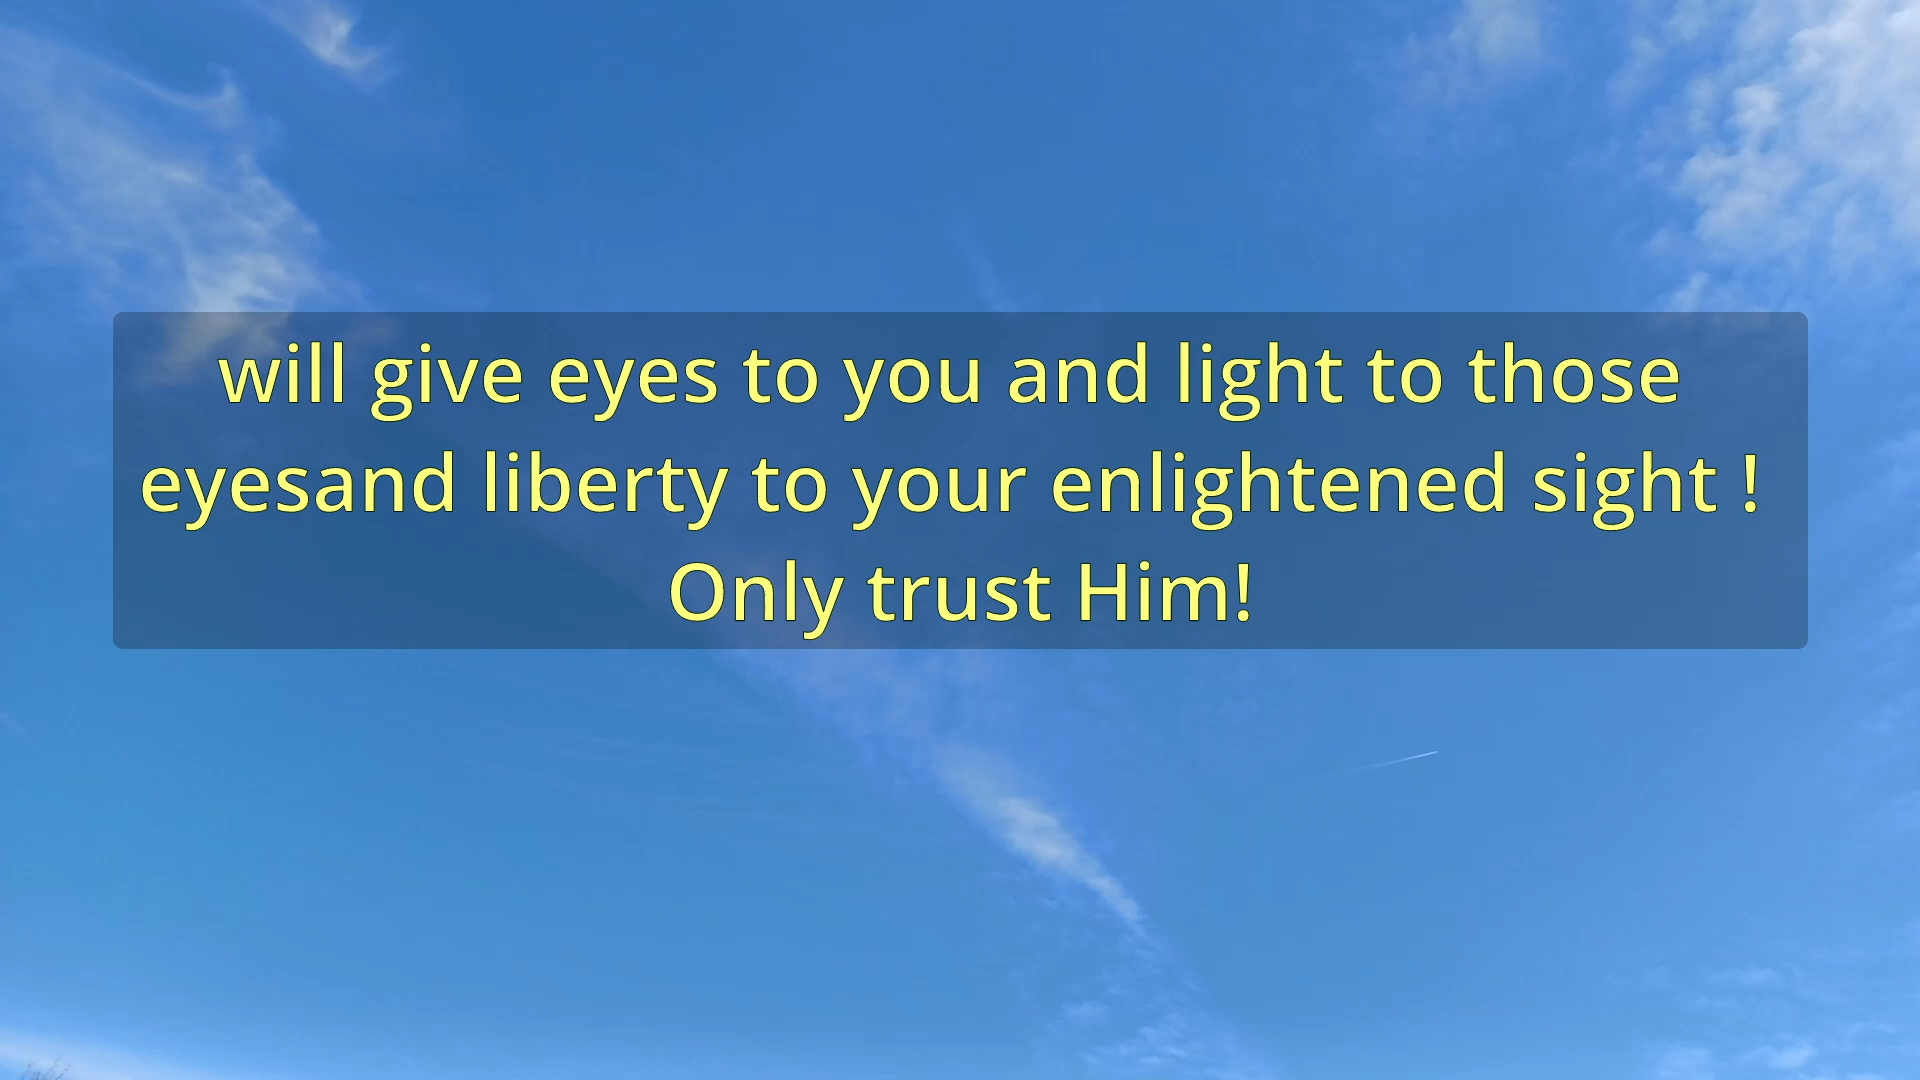 will give eyes to you and light to those
eyesand liberty to your enlightened sight !
Only trust Him!